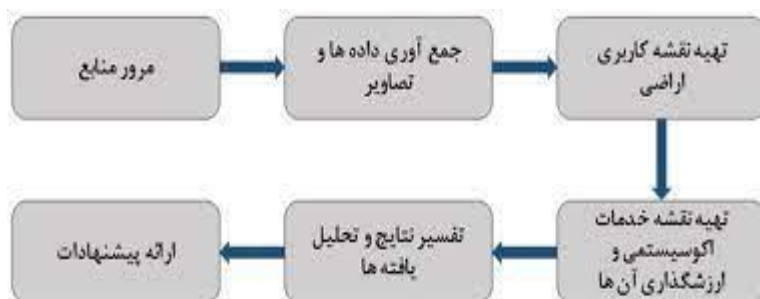 مرور منابع
جمع آوری داده ها و
تصاویر
تهیه نقشه کاربری
اراضی
تهیه نقشه خدمات
اکوسیستمی و
ارزشگذاری آن ها
تفسیر نتایج و تحلیل
یافته ها
ارائه پیشنهادات